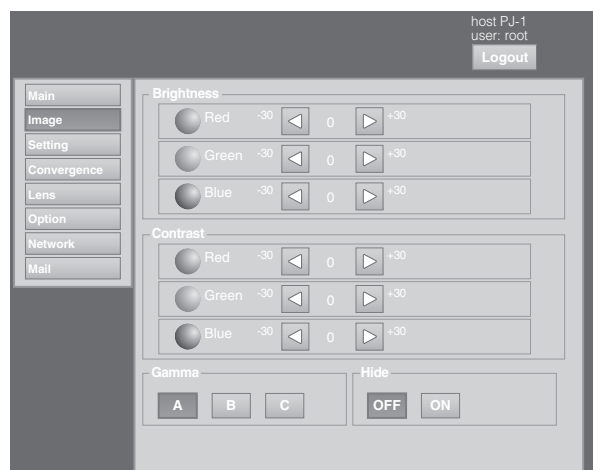 host PJ-1
user: root
Logout
Main
Image
Setting
Convergence
Lens
Option
Network
Mail
Brightness
Red -30 0 +30
Green -30 0 +30
Blue -30 0 +30
Contrast
Red -30 0 +30
Green -30 0 +30
Blue -30 0 +30
Gamma
A B C
Hide
OFF ON